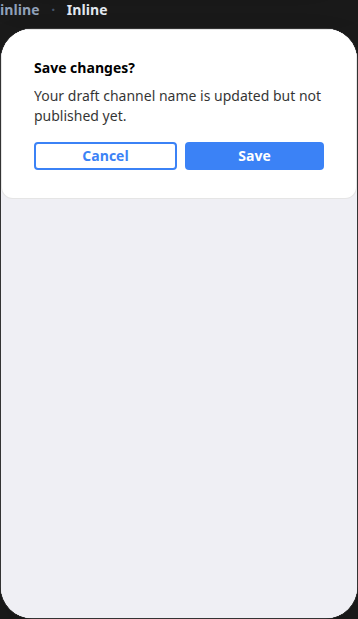 inline · Inline
Save changes?
Your draft channel name is updated but not
published yet.
Cancel Save